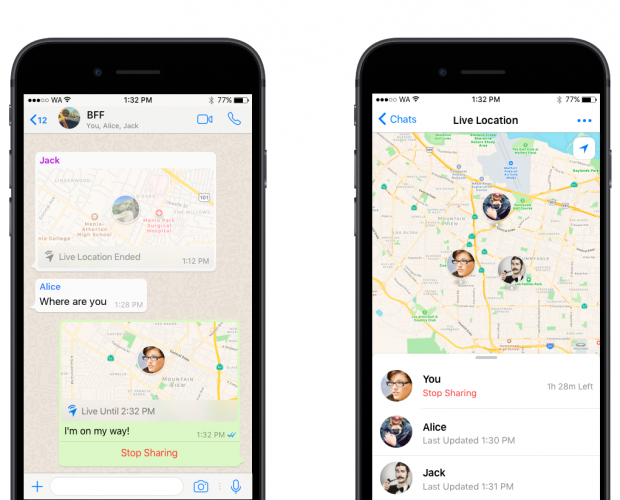 WA
1:32 PM
77%
12
BFF
You, Alice, Jack
Jack
LINDENWOOD
101
THE WILLOWS
Menlo-
Atherton
High School
Menlo Park
Surgical
Hospital
College
Live Location Ended
1:12 PM
Alice
Where are you
1:28 PM
MOUNTAIN
VIEW
Live Until 2:32 PM
I'm on my way!
1:32 PM
Stop Sharing
WA
1:32 PM
77%
Chats
Live Location
MOUNTAIN
VIEW
SUNNYVALE
You
Stop Sharing
1h 28m Left
Alice
Last Updated 1:30 PM
Jack
Last Updated 1:31 PM